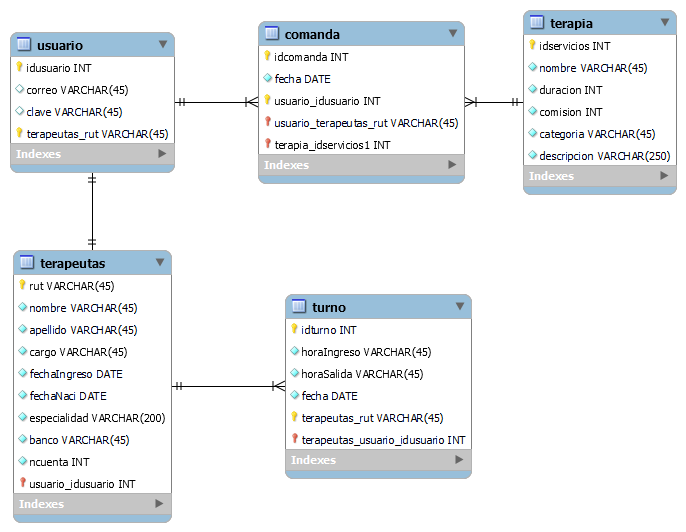 usuario
idusuario INT
correo VARCHAR(45)
clave VARCHAR(45)
terapeutas_rut VARCHAR(45)
Indexes
comanda
idcomanda INT
fecha DATE
usuario_idusuario INT
usuario_terapeutas_rut VARCHAR(45)
terapia_idservicios1 INT
Indexes
terapia
idservicios INT
nombre VARCHAR(45)
duracion INT
comision INT
categoria VARCHAR(45)
descripcion VARCHAR(250)
Indexes
terapeutas
rut VARCHAR(45)
nombre VARCHAR(45)
apellido VARCHAR(45)
cargo VARCHAR(45)
fechaIngreso DATE
fechaNaci DATE
especialidad VARCHAR(200)
banco VARCHAR(45)
ncuenta INT
usuario_idusuario INT
Indexes
turno
idturno INT
horaIngreso VARCHAR(45)
horaSalida VARCHAR(45)
fecha DATE
terapeutas_rut VARCHAR(45)
terapeutas_usuario_idusuario INT
Indexes